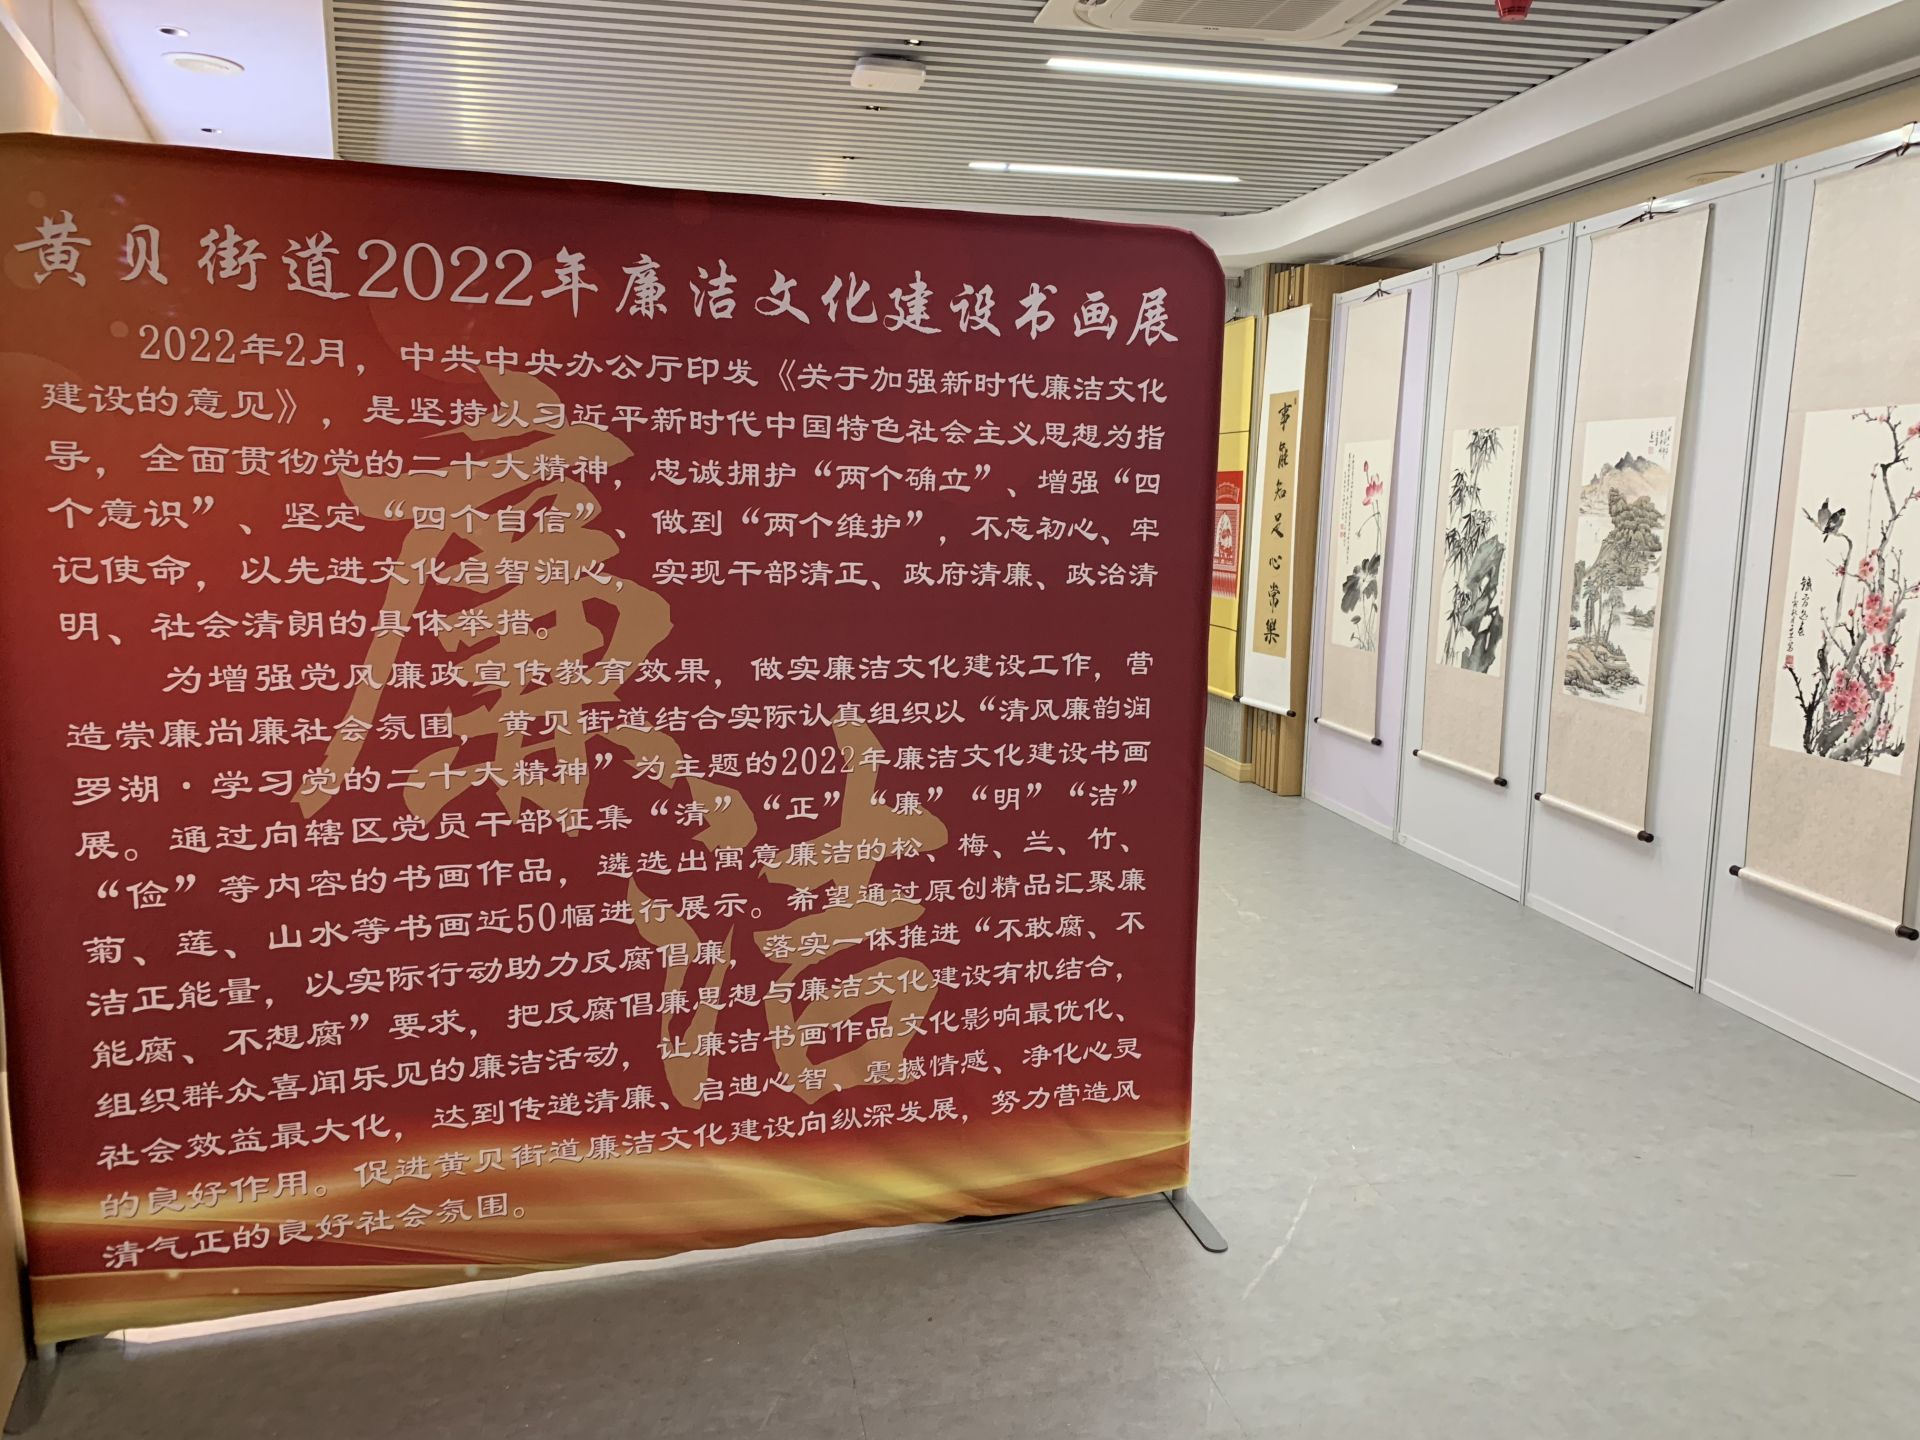 黄贝街道2022年廉洁文化建设书画展
2022年2月，中共中央办公厅印发《关于加强新时代廉洁文化
建设的意见》，是坚持以习近平新时代中国特色社会主义思想为指
导，全面贯彻党的二十大精神，忠诚拥护“两个确立”、增强“四
个意识”、坚定“四个自信”、做到“两个维护”，不忘初心、牢
记使命，以先进文化启智润心，实现干部清正、政府清廉、政治清
明、社会清朗的具体举措。
为增强党风廉政宣传教育效果，做实廉洁文化建设工作，营
造崇廉尚廉社会氛围，黄贝街道结合实际认真组织以“清风廉韵润
罗湖·学习党的二十大精神”为主题的2022年廉洁文化建设书画
展。通过向辖区党员干部征集“清”“正”“廉”“明”“洁”
“俭”等内容的书画作品，遴选出寓意廉洁的松、梅、兰、竹、
菊、莲、山水等书画近50幅进行展示。希望通过原创精品汇聚廉
洁正能量，以实际行动助力反腐倡廉，落实一体推进“不敢腐、不
能腐、不想腐”要求，把反腐倡廉思想与廉洁文化建设有机结合，
组织群众喜闻乐见的廉洁活动，让廉洁书画作品文化影响最优化、
社会效益最大化，达到传递清廉、启迪心智、震撼情感、净化心灵
的良好作用。促进黄贝街道廉洁文化建设向纵深发展，努力营造风
清气正的良好社会氛围。
廉洁
事能知足心常樂